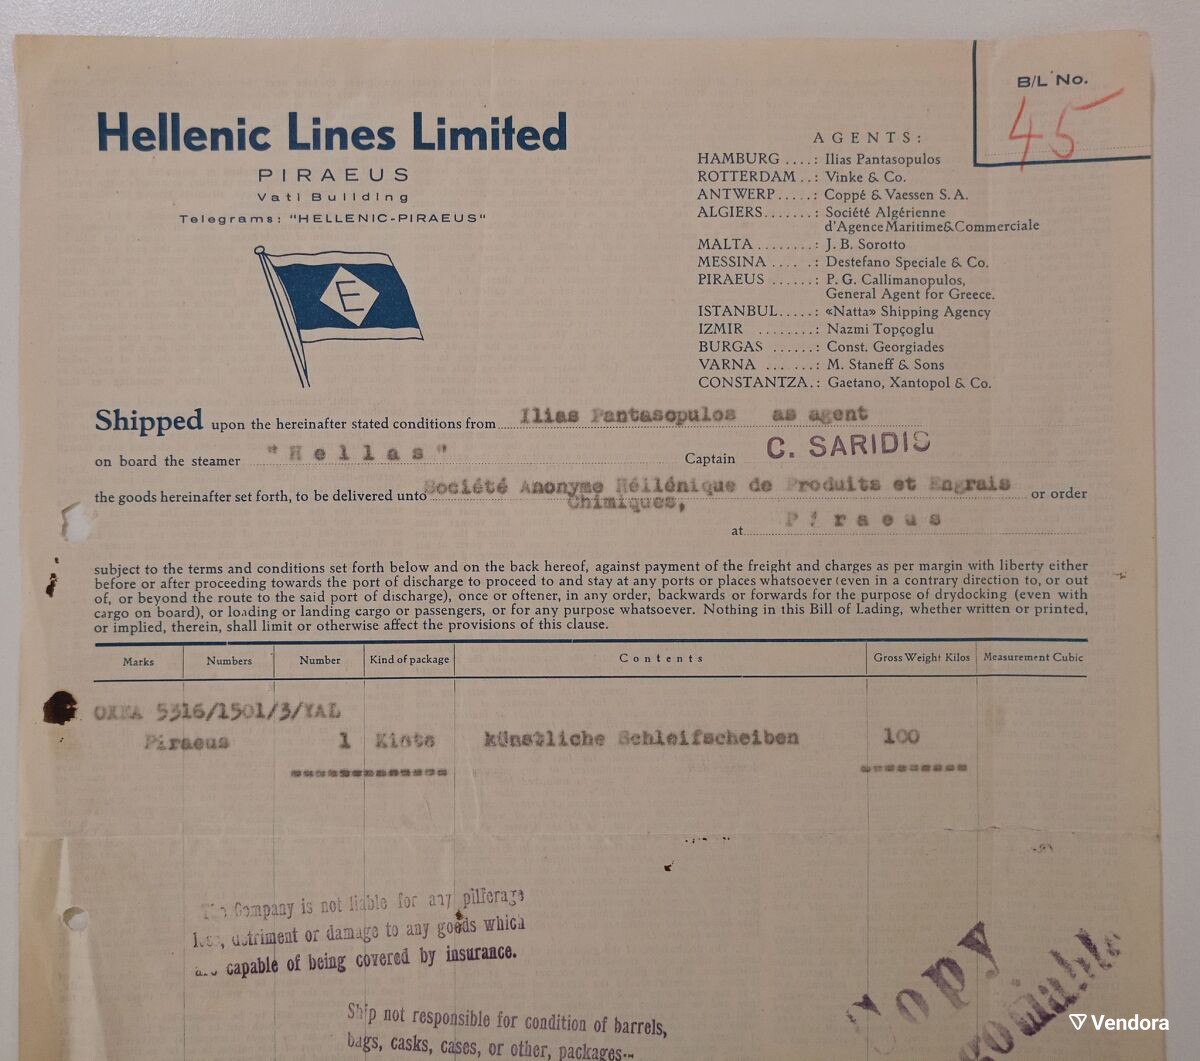 B/L No.
45
Hellenic Lines Limited
PIRAEUS
Vati Building
Telegrams: "HELLENIC-PIRAEUS"
E
AGENTS:
HAMBURG ....: Ilias Pantasopulos
ROTTERDAM ..: Vinke & Co.
ANTWERP.....: Coppé & Vaessen S. A.
ALGIERS.......: Société Algérienne
d'Agence Maritime & Commerciale
MALTA ........: J. B. Sorotto
MESSINA .... .: Destefano Speciale & Co.
PIRAEUS ......: P. G. Callimanopulos,
General Agent for Greece.
ISTANBUL.....: «Natta» Shipping Agency
IZMIR ........: Nazmi Topçoglu
BURGAS ......: Const. Georgiades
VARNA ... ...: M. Staneff & Sons
CONSTANTZA.: Gaetano, Xantopol & Co.
Shipped upon the hereinafter stated conditions from Ilias Pantasopulos as agent
on board the steamer "Hellas" Captain C. SARIDIS
the goods hereinafter set forth, to be delivered unto Société Anonyme Héllénique de Produits et Engrais or order
Chimiques,
at Piraeus
subject to the terms and conditions set forth below and on the back hereof, against payment of the freight and charges as per margin with liberty either
before or after proceeding towards the port of discharge to proceed to and stay at any ports or places whatsoever (even in a contrary direction to, or out
of, or beyond the route to the said port of discharge), once or oftener, in any order, backwards or forwards for the purpose of drydocking (even with
cargo on board), or loading or landing cargo or passengers, or for any purpose whatsoever. Nothing in this Bill of Lading, whether written or printed,
or implied, therein, shall limit or otherwise affect the provisions of this clause.
Marks Numbers Number Kind of package Contents Gross Weight Kilos Measurement Cubic
5316/1501/3/YAL
Piraeus 1 Kiste künstliche Schleifscheiben 100
The Company is not liable for any pilferage
loss, detriment or damage to any goods which
are capable of being covered by insurance.
Ship not responsible for condition of barrels,
bags, casks, cases, or other, packages--
Copy
Vendora